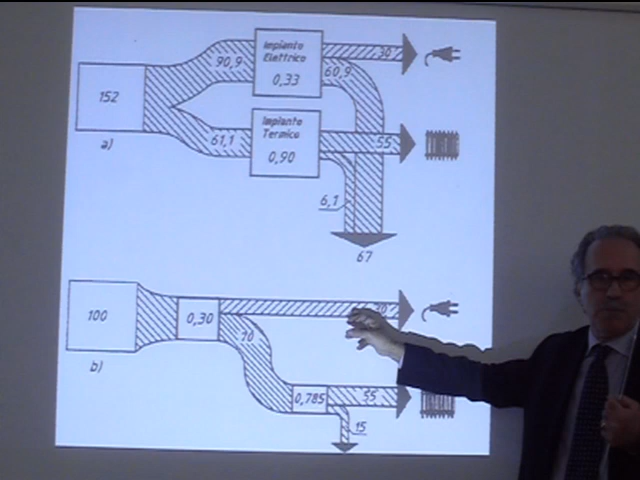 152
90,9
Impianto
Elettrico
0,33
30
60,9
a)
61,1
Impianto
Termico
0,90
55
6,1
67
100
0,30
70
b)
0,785
55
15